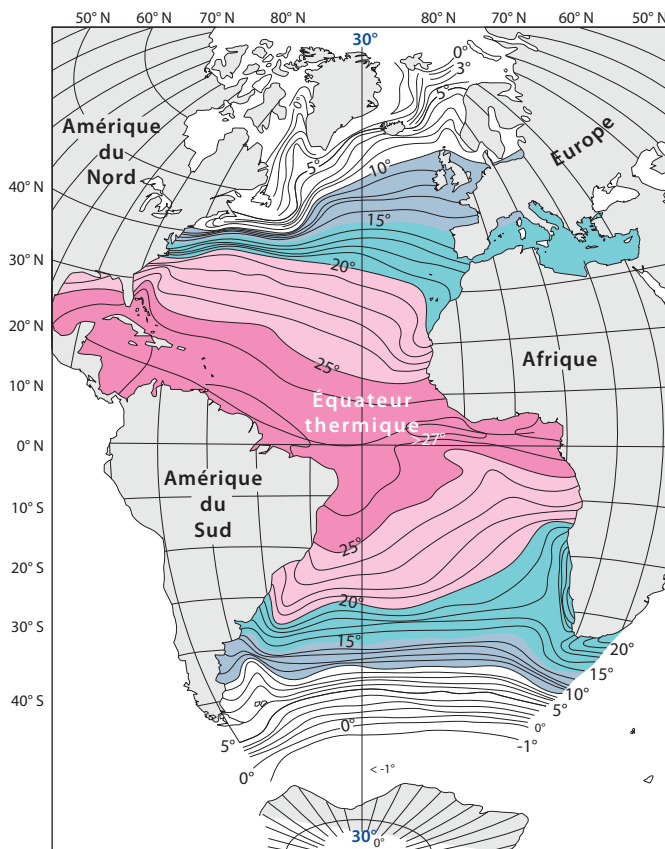 50° N 60° N 70° N 80° N 30° 80° N 70° N 60° N 50° N
0°
3°
5°
Amérique
du
Nord
Europe
5°
10°
40° N
15°
30° N
20°
20° N
25°
Afrique
10° N
Équateur
thermique
>27°
0° N
Amérique
du
Sud
10° S
25°
20° S
20°
30° S
15°
20°
15°
10°
40° S
5°
0°
0°
5°
-1°
0°
< -1°
30°
0°